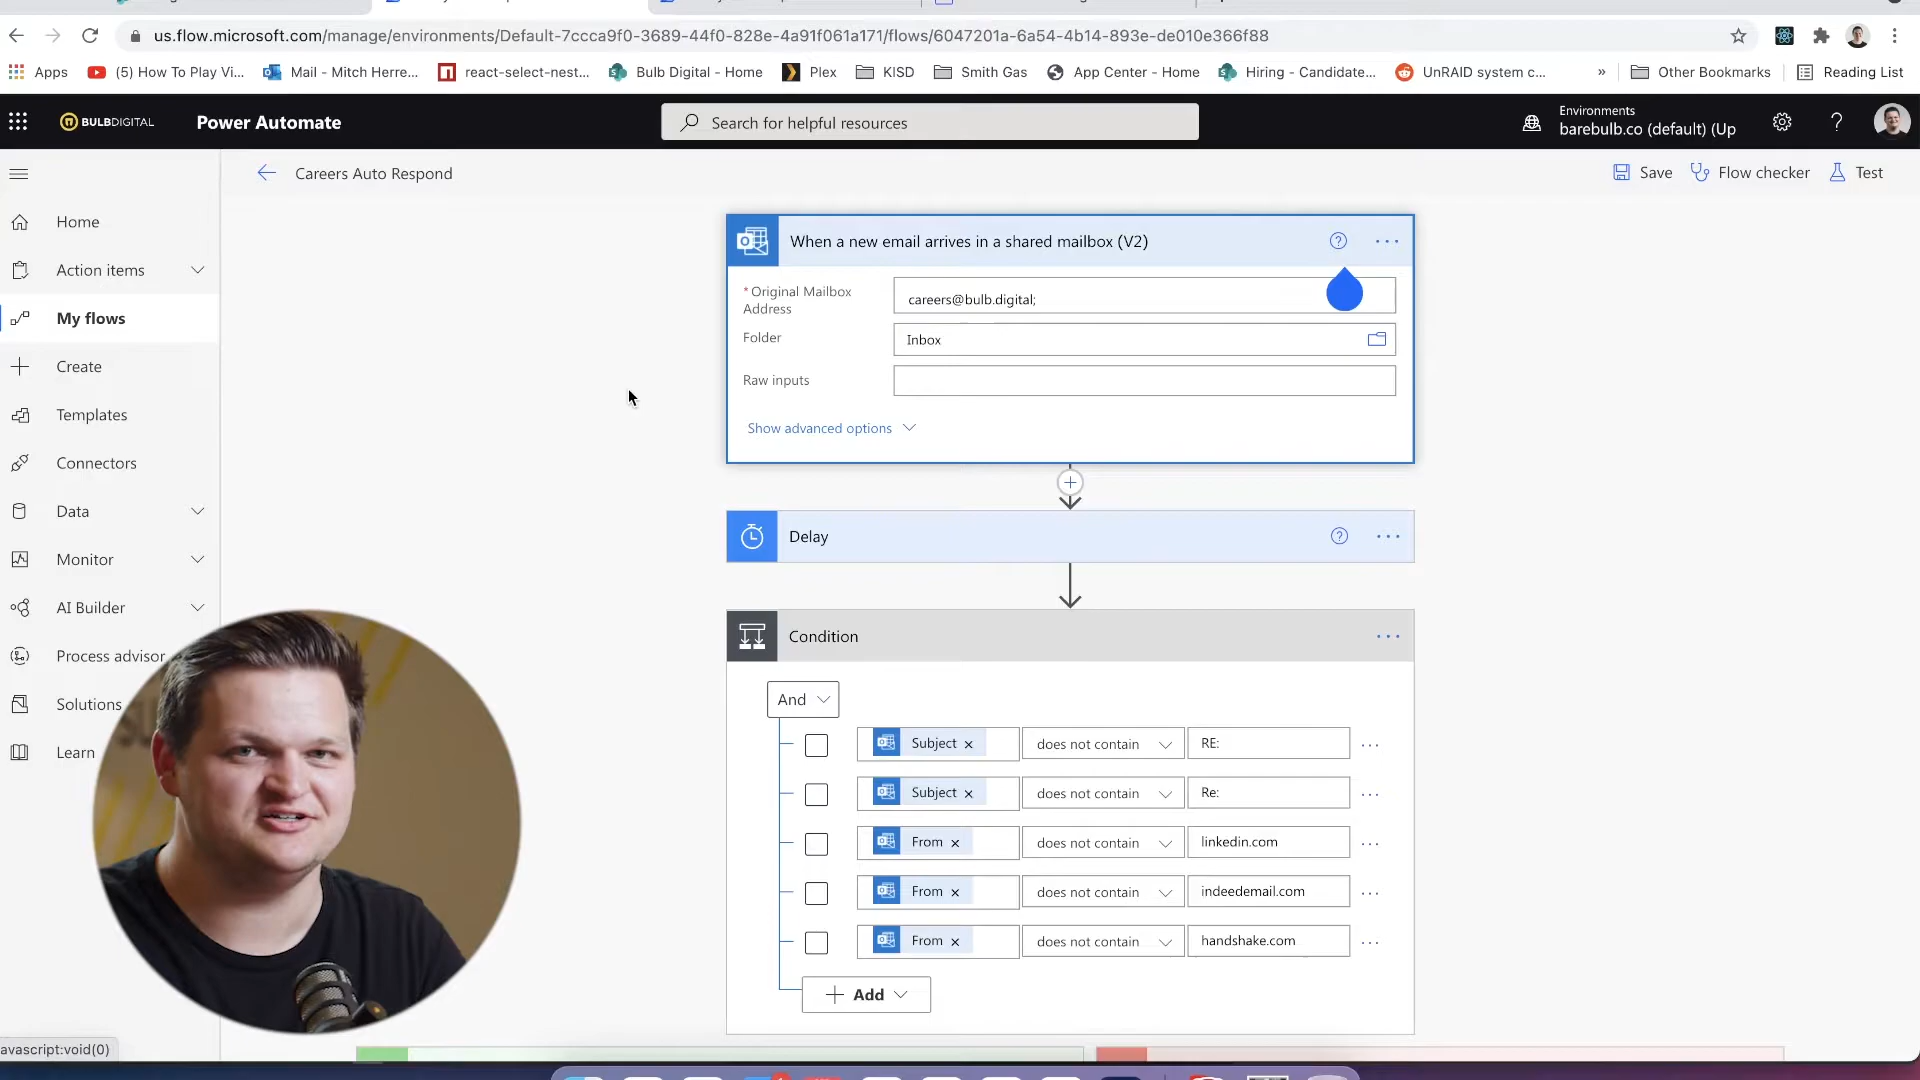 us.flow.microsoft.com/manage/environments/Default-7ccca9f0-3689-44f0-828e-4a91f061a171/flows/6047201a-6a54-4b14-893e-de010e366f88
Apps
(5) How To Play Vi...
Mail - Mitch Herre...
react-select-nest...
Bulb Digital - Home
Plex
KISD
Smith Gas
App Center - Home
Hiring - Candidate...
UnRAID system c...
»
Other Bookmarks
Reading List
BULBDIGITAL
Power Automate
Search for helpful resources
Environments
barebulb.co (default) (Up
Careers Auto Respond
Save
Flow checker
Test
Home
Action items
My flows
Create
Templates
Connectors
Data
Monitor
AI Builder
Process advisor
Solutions
Learn
When a new email arrives in a shared mailbox (V2)
* Original Mailbox Address
careers@bulb.digital;
Folder
Inbox
Raw inputs
Show advanced options
Delay
Condition
And
Subject × does not contain RE:
Subject × does not contain Re:
From × does not contain linkedin.com
From × does not contain indeedemail.com
From × does not contain handshake.com
+ Add
avascript:void(0)